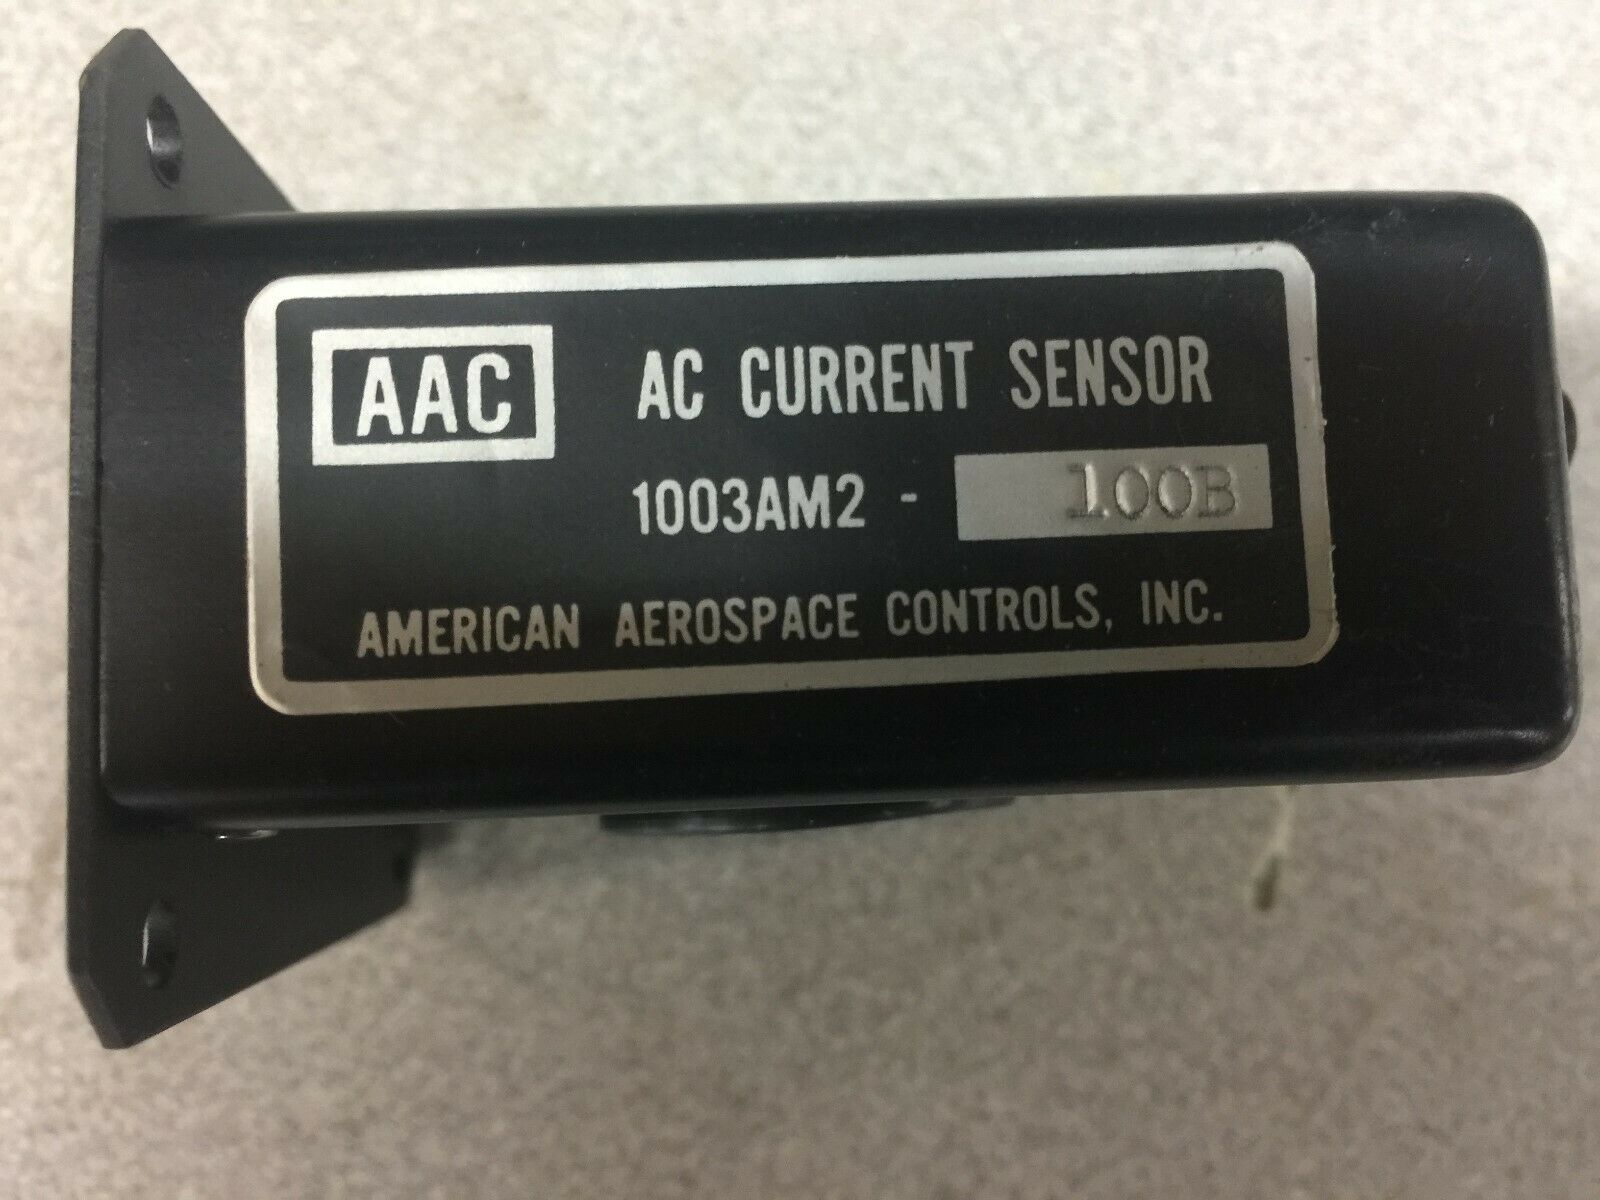 AAC
AC CURRENT SENSOR
1003AM2 - 100B
AMERICAN AEROSPACE CONTROLS, INC.